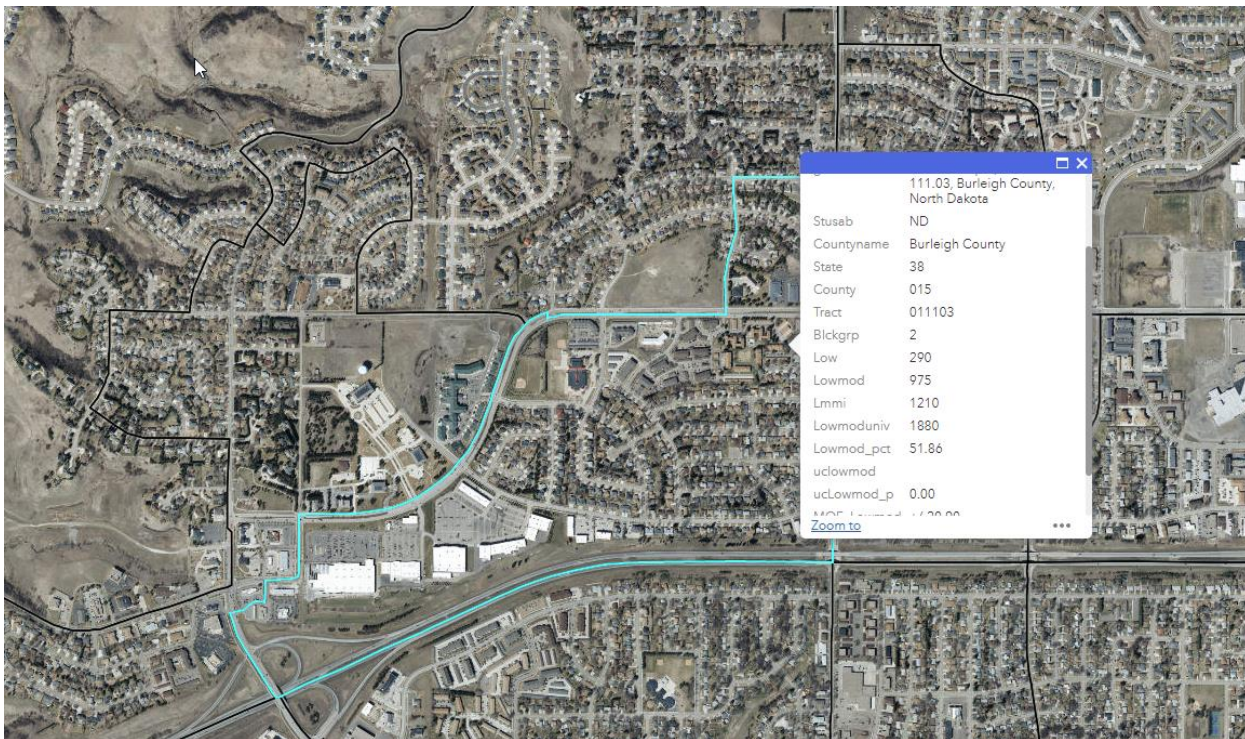 111.03, Burleigh County,
North Dakota
Stusab ND
Countyname Burleigh County
State 38
County 015
Tract 011103
Blckgrp 2
Low 290
Lowmod 975
Lmmi 1210
Lowmoduniv 1880
Lowmod_pct 51.86
uclowmod
ucLowmod_p 0.00
Zoom to